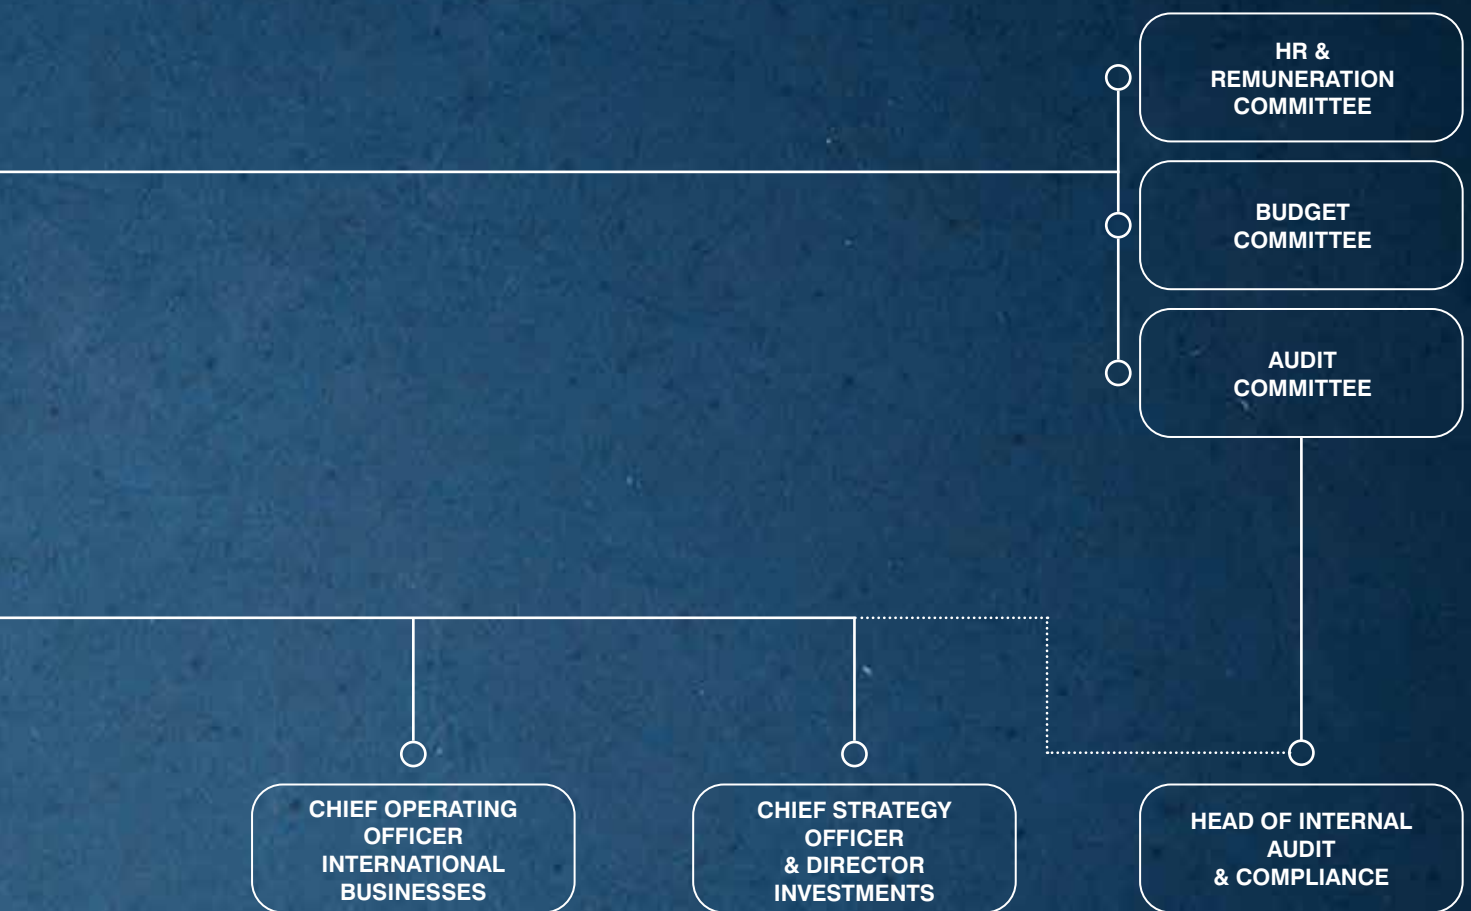 HR &
REMUNERATION
COMMITTEE
BUDGET
COMMITTEE
AUDIT
COMMITTEE
CHIEF OPERATING
OFFICER
INTERNATIONAL
BUSINESSES
CHIEF STRATEGY
OFFICER
& DIRECTOR
INVESTMENTS
HEAD OF INTERNAL
AUDIT
& COMPLIANCE